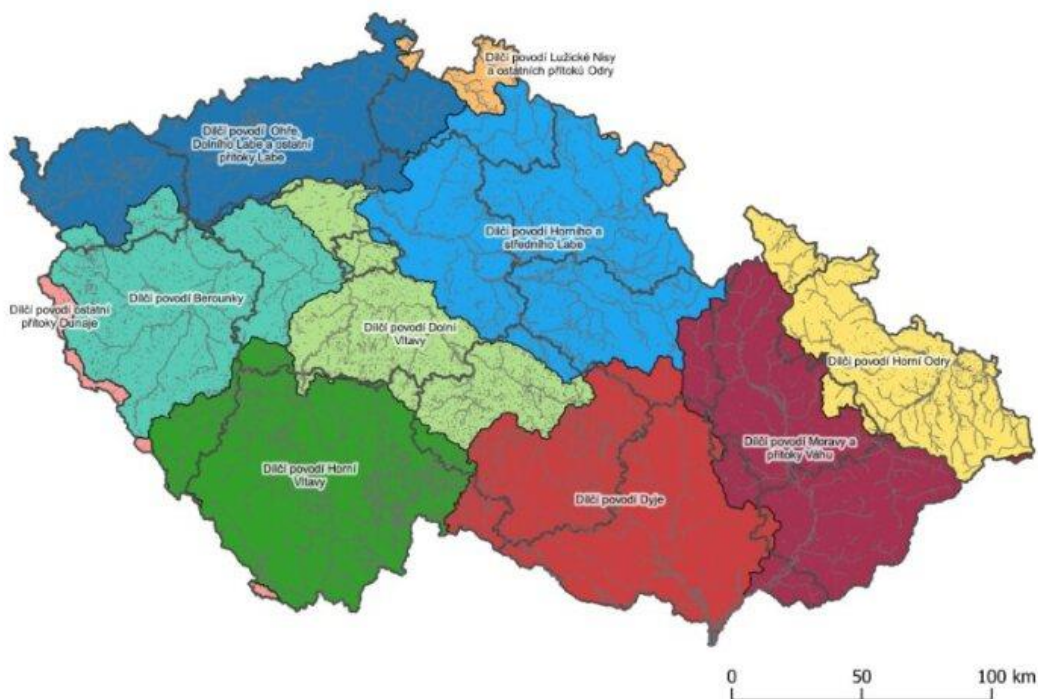 Dílčí povodí Lužické Nisy
a ostatních přítoků Odry
Dílčí povodí Ohře,
Dolního Labe a ostatní
přítoky Labe
Dílčí povodí Horního a
středního Labe
Dílčí povodí ostatní
přítoky Dunaje
Dílčí povodí Berounky
Dílčí povodí Dolní
Vltavy
Dílčí povodí Horní Odry
Dílčí povodí Moravy a
přítoky Váhu
Dílčí povodí Horní
Vltavy
Dílčí povodí Dyje
0 50 100 km